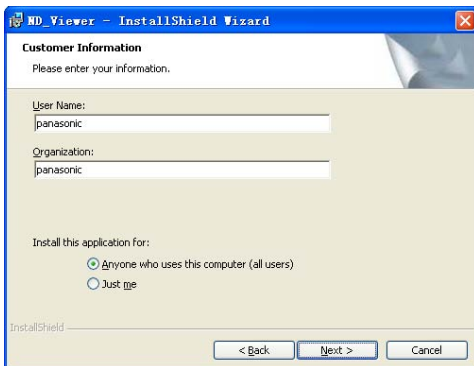 ND_Viewer - InstallShield Wizard
Customer Information
Please enter your information.
User Name:
panasonic
Organization:
panasonic
Install this application for:
Anyone who uses this computer (all users)
Just me
InstallShield
< Back Next > Cancel